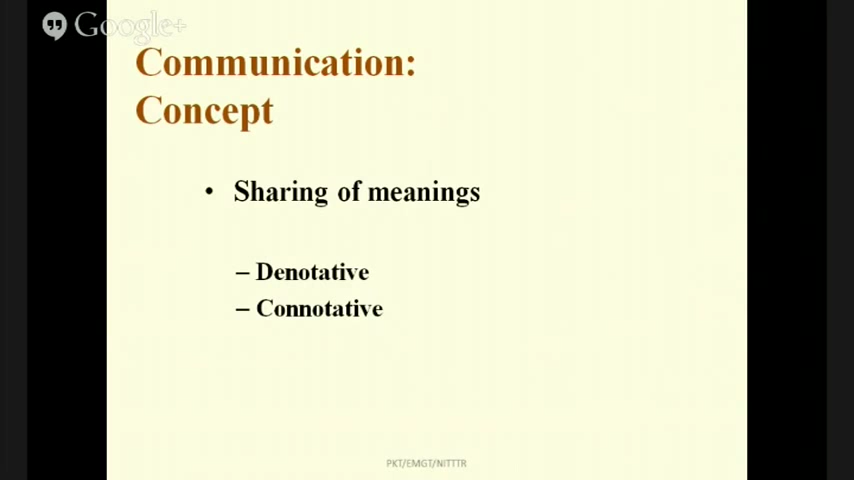 Google+
Communication:
Concept
• Sharing of meanings
– Denotative
– Connotative
PKT/EMGT/NITTTR